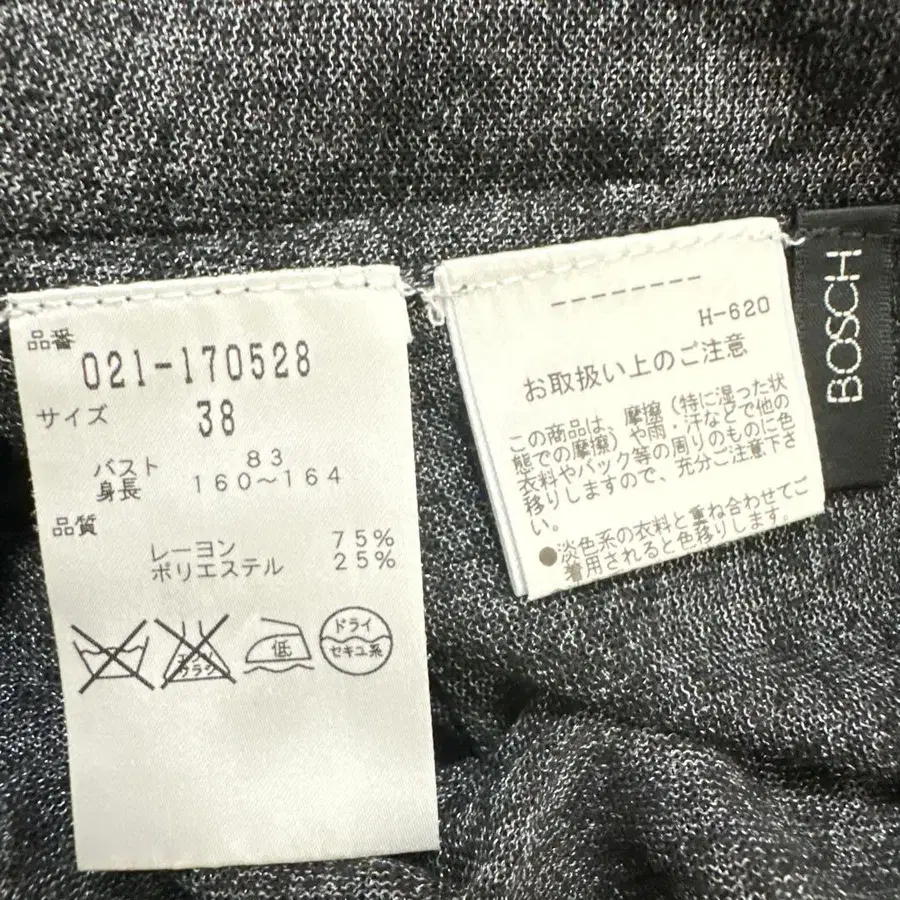 品番
021-170528
サイズ 38
バスト 83
身長 160〜164
品質
レーヨン 75%
ポリエステル 25%
エンソ
サラシ
低
ドライ
セキユ系
--------
H-620
お取扱い上のご注意
この商品は、摩擦(特に湿った状
態での摩擦)や雨・汗などで他の
衣料やバック等の周りのものに色
移りしますので、充分ご注意下さ
い。
●淡色系の衣料と重ね合わせてご
着用されると色移りします。
BOSCH